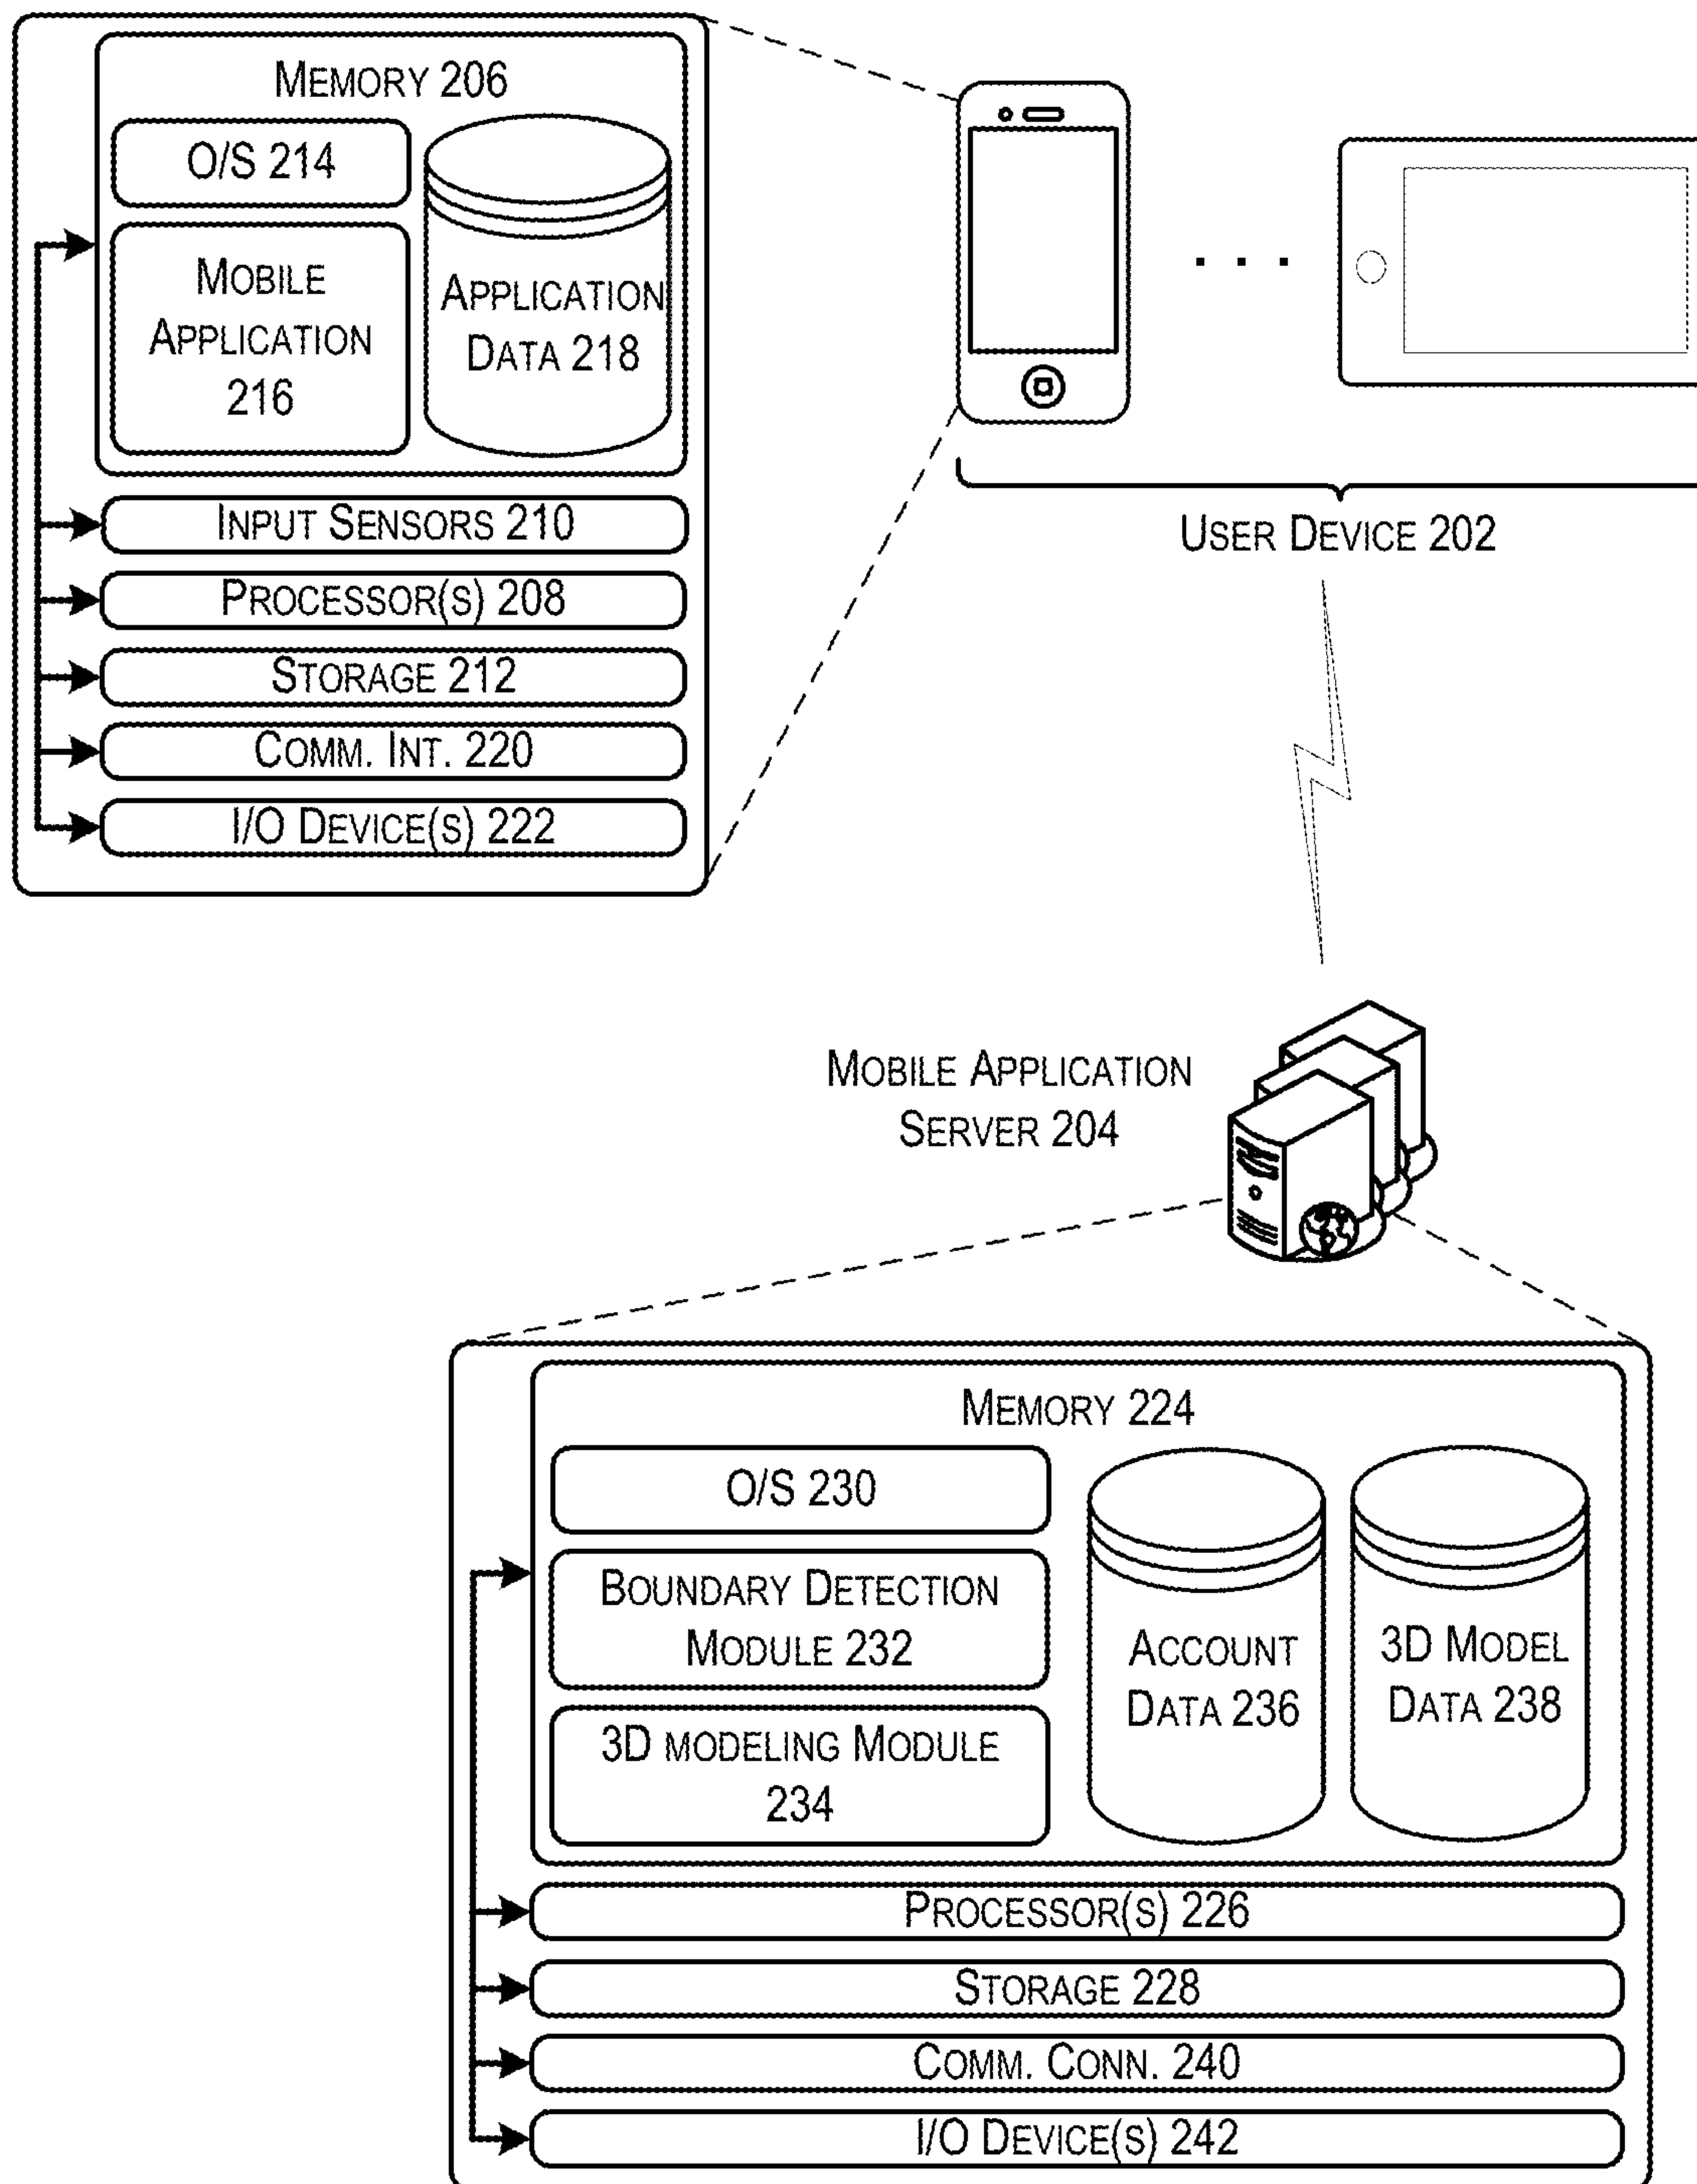 MEMORY 206
O/S 214
MOBILE
APPLICATION
216
APPLICATION
DATA 218
INPUT SENSORS 210
PROCESSOR(S) 208
STORAGE 212
COMM. INT. 220
I/O DEVICE(S) 222
. . .
USER DEVICE 202
MOBILE APPLICATION
SERVER 204
MEMORY 224
O/S 230
BOUNDARY DETECTION
MODULE 232
3D MODELING MODULE
234
ACCOUNT
DATA 236
3D MODEL
DATA 238
PROCESSOR(S) 226
STORAGE 228
COMM. CONN. 240
I/O DEVICE(S) 242